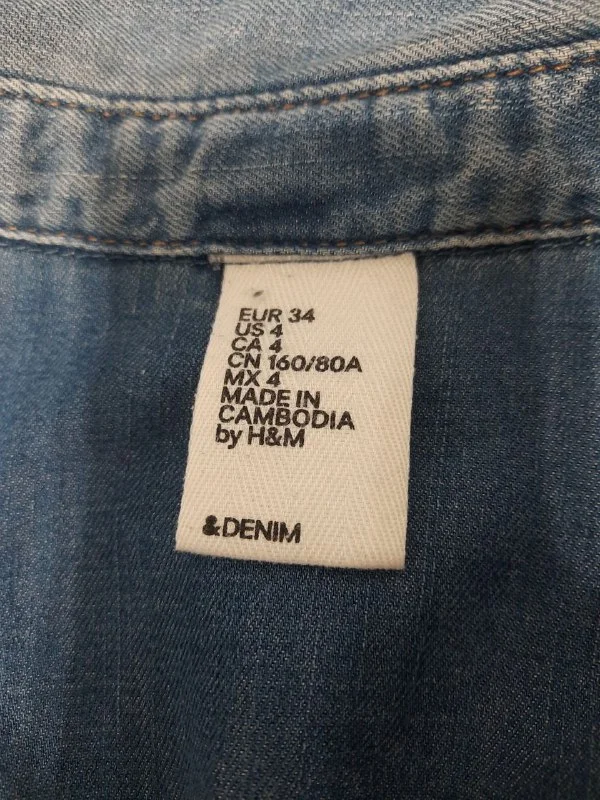 EUR 34
US 4
CA 4
CN 160/80A
MX 4
MADE IN
CAMBODIA
by H&M
&DENIM